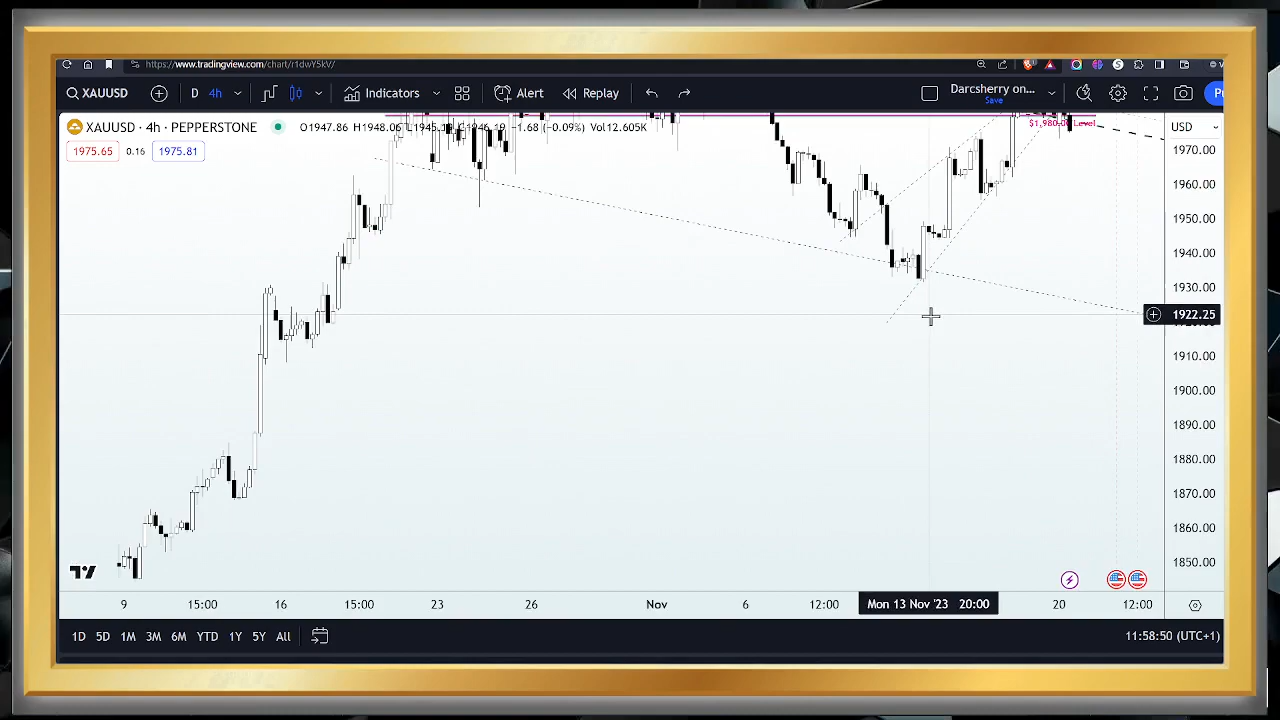 https://www.tradingview.com/chart/r1dwY5kV/
XAUUSD
D 4h
Indicators
Alert
Replay
Darcsherry on...
Save
XAUUSD · 4h · PEPPERSTONE
−1.68 (−0.09%) Vol12.605K
USD
1975.65 0.16 1975.81
1970.00
1960.00
1950.00
1940.00
1930.00
1922.25
1910.00
1900.00
1890.00
1880.00
1870.00
1860.00
1850.00
9 15:00 16 15:00 23 26 Nov 6 12:00 Mon 13 Nov '23 20:00 20 12:00
1D 5D 1M 3M 6M YTD 1Y 5Y All
11:58:50 (UTC+1)